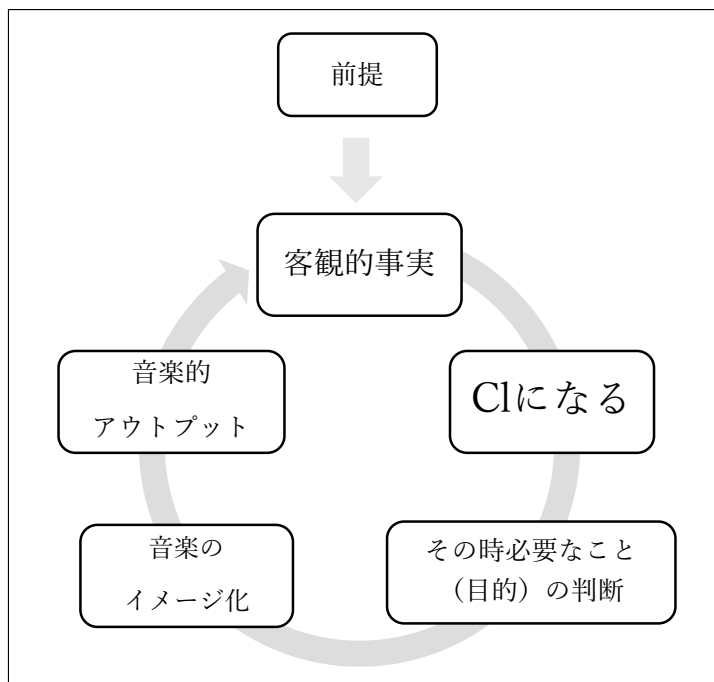 前提
客観的事実
Clになる
その時必要なこと
（目的）の判断
音楽の
イメージ化
音楽的
アウトプット